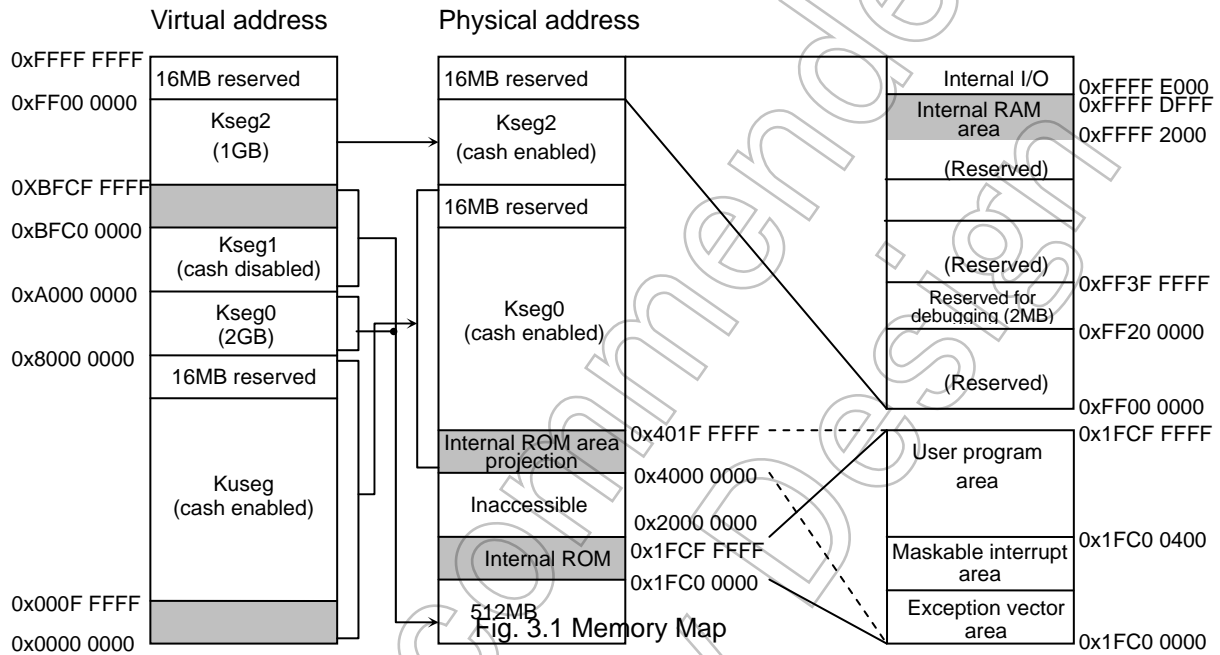 Virtual address
0xFFFF FFFF
16MB reserved
0xFF00 0000
Kseg2
(1GB)
0XBFCF FFFF
0xBFC0 0000
Kseg1
(cash disabled)
0xA000 0000
Kseg0
(2GB)
0x8000 0000
16MB reserved
Kuseg
(cash enabled)
0x000F FFFF
0x0000 0000
Physical address
16MB reserved
Kseg2
(cash enabled)
16MB reserved
Kseg0
(cash enabled)
Internal ROM area
projection
0x401F FFFF
0x4000 0000
Inaccessible
0x2000 0000
Internal ROM
0x1FCF FFFF
0x1FC0 0000
512MB
Internal I/O
0xFFFF E000
0xFFFF DFFF
Internal RAM
area
0xFFFF 2000
(Reserved)
(Reserved)
0xFF3F FFFF
Reserved for
debugging (2MB)
0xFF20 0000
(Reserved)
0xFF00 0000
0x1FCF FFFF
User program
area
0x1FC0 0400
Maskable interrupt
area
Exception vector
area
0x1FC0 0000
Fig. 3.1 Memory Map